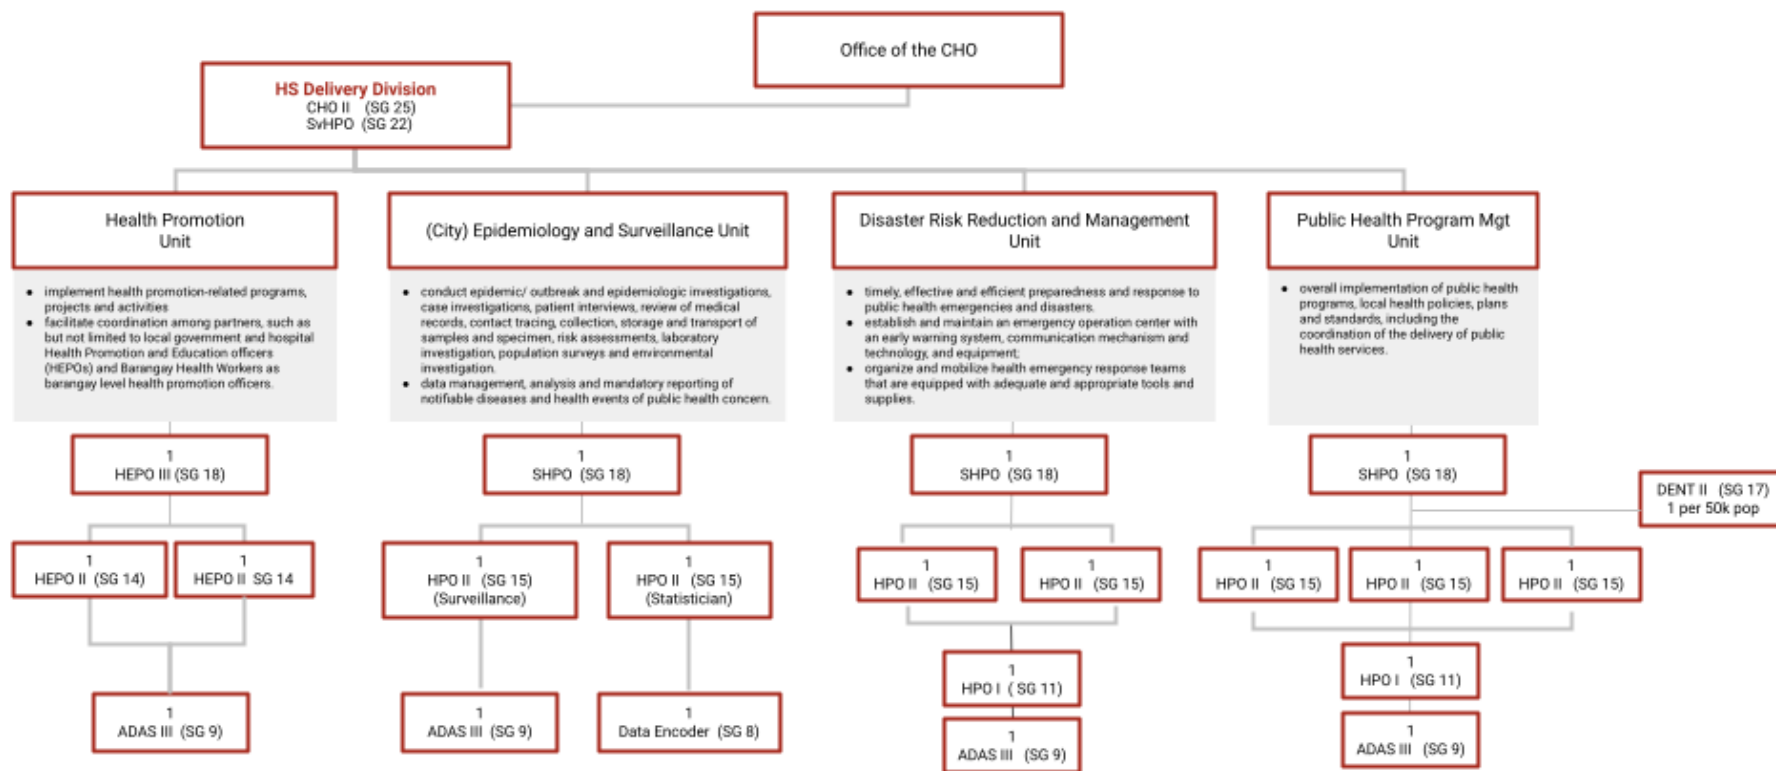 Office of the CHO
HS Delivery Division
CHO II (SG 25)
SvHPO (SG 22)
Health Promotion
Unit
● implement health promotion-related programs,
projects and activities
● facilitate coordination among partners, such as
but not limited to local government and hospital
Health Promotion and Education officers
(HEPOs) and Barangay Health Workers as
barangay level health promotion officers.
1
HEPO III (SG 18)
1
HEPO II (SG 14)
1
HEPO II SG 14
1
ADAS III (SG 9)
(City) Epidemiology and Surveillance Unit
● conduct epidemic/ outbreak and epidemiologic investigations,
case investigations, patient interviews, review of medical
records, contact tracing, collection, storage and transport of
samples and specimen, risk assessments, laboratory
investigation, population surveys and environmental
investigation.
● data management, analysis and mandatory reporting of
notifiable diseases and health events of public health concern.
1
SHPO (SG 18)
1
HPO II (SG 15)
(Surveillance)
1
HPO II (SG 15)
(Statistician)
1
ADAS III (SG 9)
1
Data Encoder (SG 8)
Disaster Risk Reduction and Management
Unit
● timely, effective and efficient preparedness and response to
public health emergencies and disasters.
● establish and maintain an emergency operation center with
an early warning system, communication mechanism and
technology, and equipment;
● organize and mobilize health emergency response teams
that are equipped with adequate and appropriate tools and
supplies.
1
SHPO (SG 18)
1
HPO II (SG 15)
1
HPO II (SG 15)
1
HPO I ( SG 11)
1
ADAS III (SG 9)
Public Health Program Mgt
Unit
● overall implementation of public health
programs, local health policies, plans
and standards, including the
coordination of the delivery of public
health services.
1
SHPO (SG 18)
DENT II (SG 17)
1 per 50k pop
1
HPO II (SG 15)
1
HPO II (SG 15)
1
HPO II (SG 15)
1
HPO I (SG 11)
1
ADAS III (SG 9)